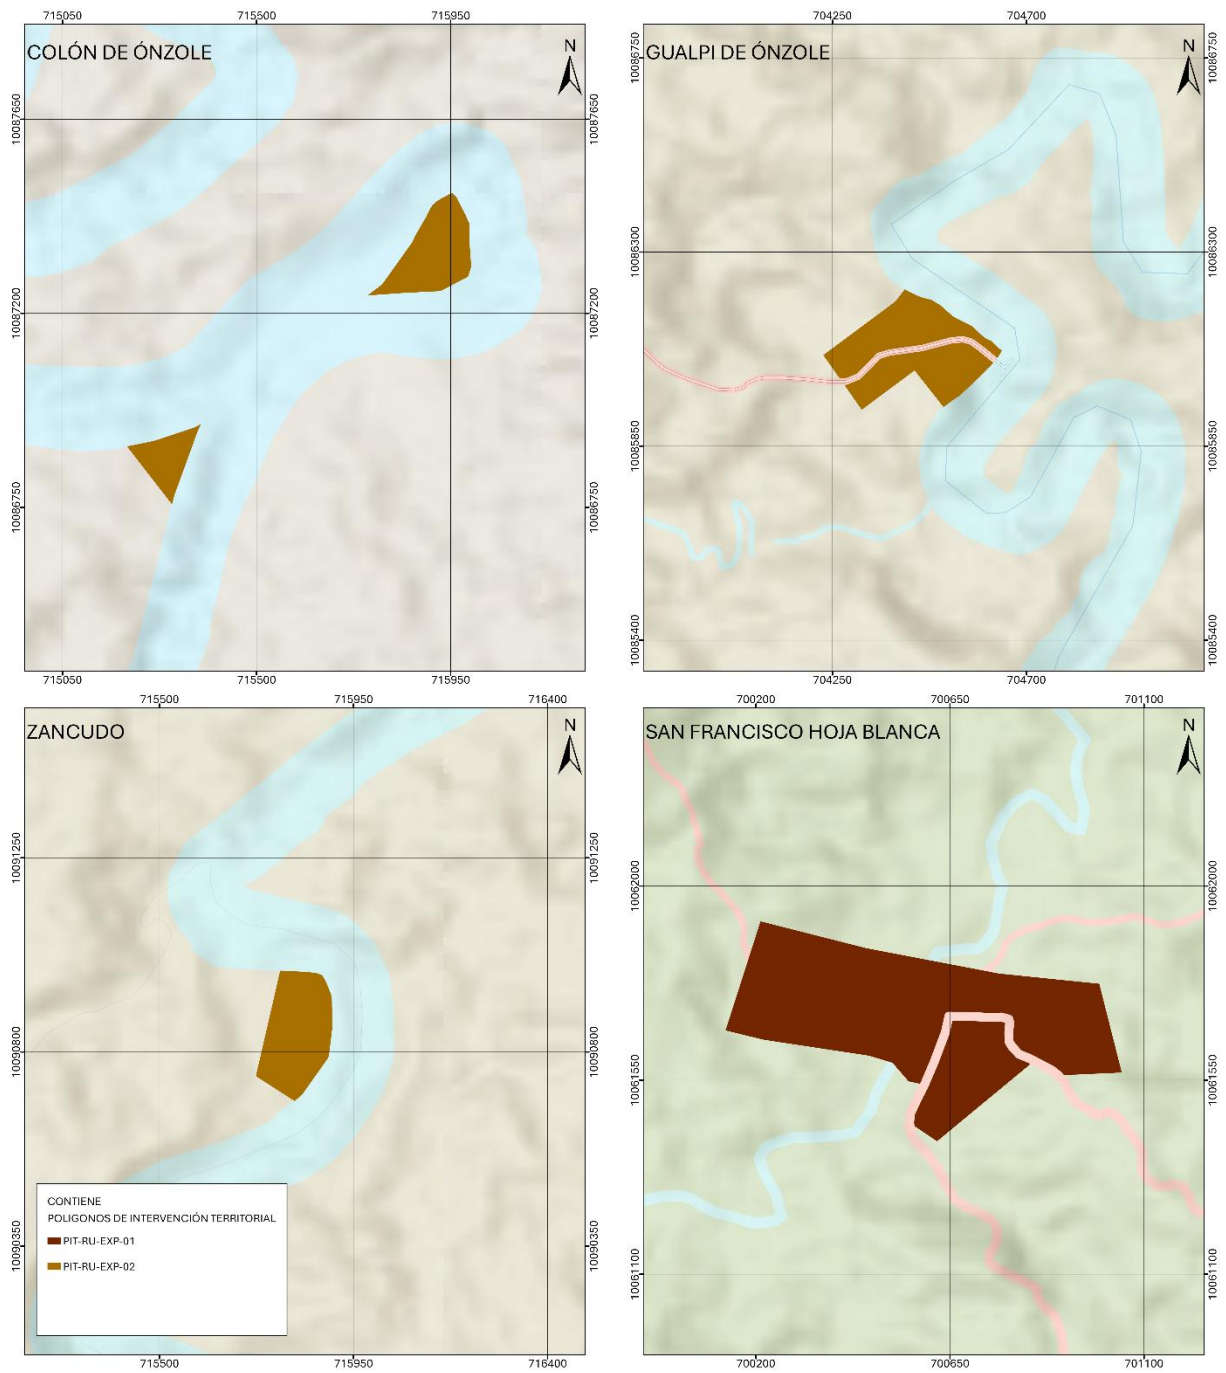 715050 715500 715950
COLÓN DE ÓNZOLE
N
10087650 10087650
10087200 10087200
10086750 10086750
715050 715500 715950
704250 704700
GUALPI DE ÓNZOLE
N
10086750 10086750
10086300 10086300
10085850 10085850
10085400 10085400
704250 704700
715500 715950 716400
ZANCUDO
N
10091250 10091250
10090800 10090800
10090350 10090350
CONTIENE
POLIGONOS DE INTERVENCIÓN TERRITORIAL
PIT-RU-EXP-01
PIT-RU-EXP-02
715500 715950 716400
700200 700650 701100
SAN FRANCISCO HOJA BLANCA
N
10062000 10062000
10061550 10061550
10061100 10061100
700200 700650 701100